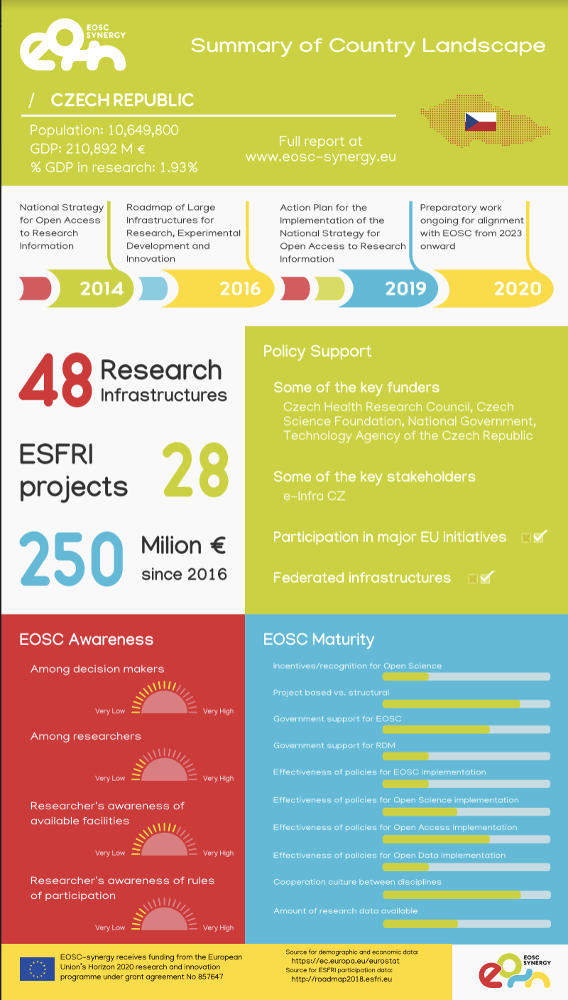 EOSC
SYNERGY
eosn
Summary of Country Landscape
/ CZECH REPUBLIC
Population: 10,649,800
GDP: 210,892 M €
% GDP in research: 1.93%
Full report at
www.eosc-synergy.eu
National Strategy
for Open Access
to Research
Information
2014
Roadmap of Large
Infrastructures for
Research, Experimental
Development and
Innovation
2016
Action Plan for the
Implementation of the
National Strategy for
Open Access to Research
Information
2019
Preparatory work
ongoing for alignment
with EOSC from 2023
onward
2020
48 Research
Infrastructures
ESFRI
projects 28
250 Milion €
since 2016
Policy Support
Some of the key funders
Czech Health Research Council, Czech
Science Foundation, National Government,
Technology Agency of the Czech Republic
Some of the key stakeholders
e-Infra CZ
Participation in major EU initiatives
Federated infrastructures
EOSC Awareness
Among decision makers
Very Low Very High
Among researchers
Very Low Very High
Researcher's awareness of
available facilities
Very Low Very High
Researcher's awareness of rules
of participation
Very Low Very High
EOSC Maturity
Incentives/recognition for Open Science
Project based vs. structural
Government support for EOSC
Government support for RDM
Effectiveness of policies for EOSC implementation
Effectiveness of policies for Open Science implementation
Effectiveness of policies for Open Access implementation
Effectiveness of policies for Open Data implementation
Cooperation culture between disciplines
Amount of research data available
EOSC-synergy receives funding from the European
Union's Horizon 2020 research and innovation
programme under grant agreement No 857647
Source for demographic and economic data:
https://ec.europa.eu/eurostat
Source for ESFRI participation data:
http://roadmap2018.esfri.eu
eosn
EOSC
SYNERGY